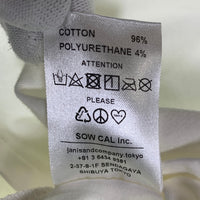 COTTON 96%
POLYURETHANE 4%
ATTENTION
PLEASE
SOW CAL Inc.
janisandcompany.tokyo
+81 3 6434 0381
2-37-8-1F SENDAGAYA
SHIBUYA TOKYO